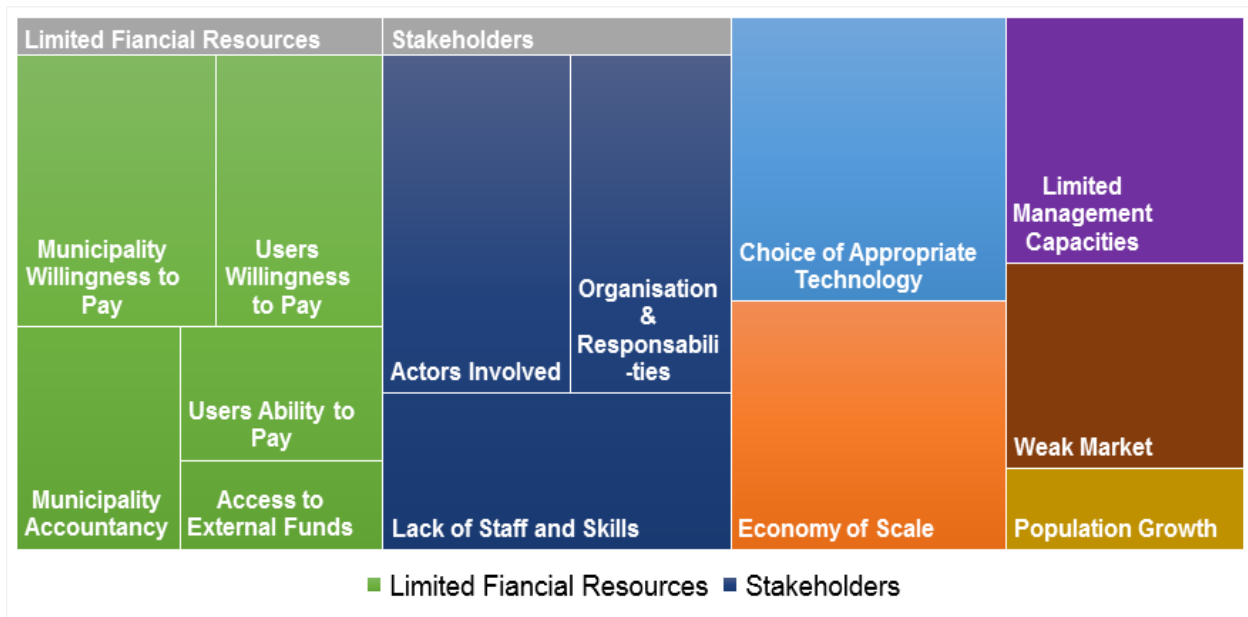 Limited Fiancial Resources
Municipality
Willingness to
Pay
Users
Willingness
to Pay
Municipality
Accountancy
Users Ability to
Pay
Access to
External Funds
Stakeholders
Actors Involved
Organisation
&
Responsabili
-ties
Lack of Staff and Skills
Choice of Appropriate
Technology
Economy of Scale
Limited
Management
Capacities
Weak Market
Population Growth
Limited Fiancial Resources
Stakeholders